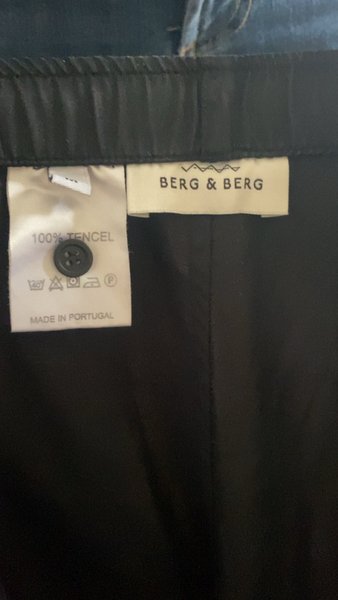 100% TENCEL
MADE IN PORTUGAL
BERG & BERG